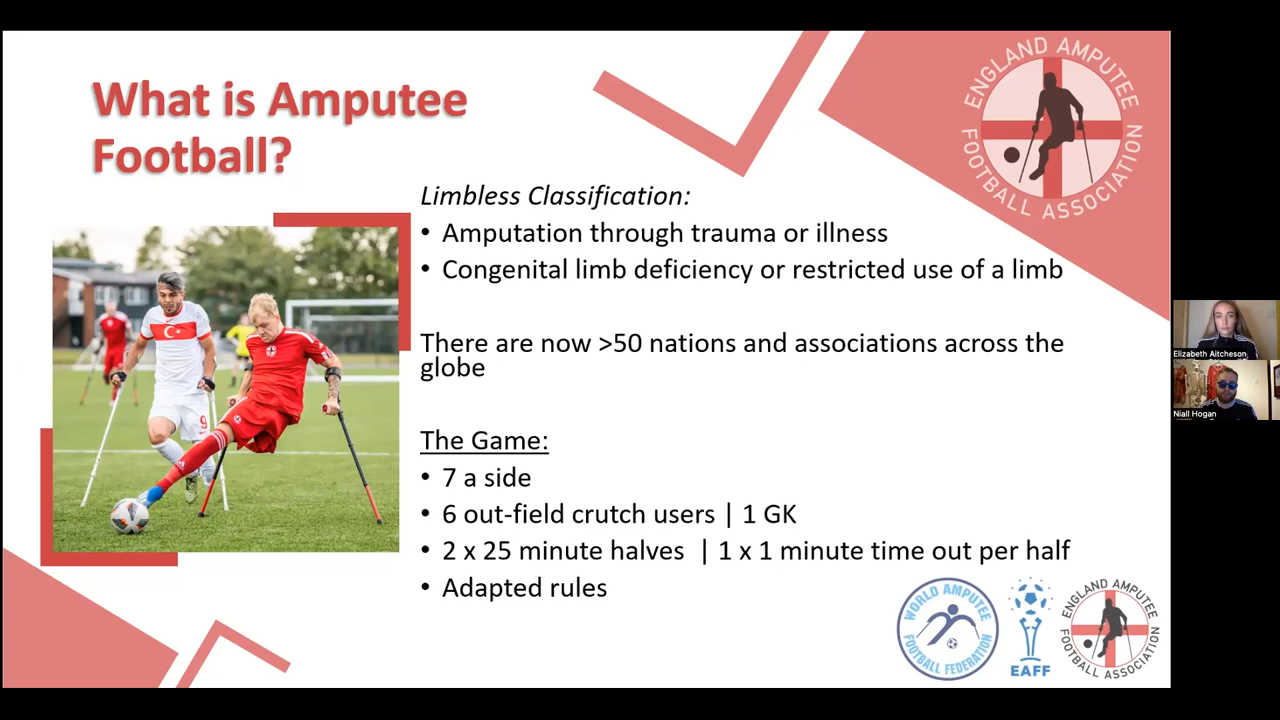 What is Amputee
Football?
ENGLAND AMPUTEE
FOOTBALL ASSOCIATION
Limbless Classification:
• Amputation through trauma or illness
• Congenital limb deficiency or restricted use of a limb
There are now >50 nations and associations across the
globe
The Game:
• 7 a side
• 6 out-field crutch users | 1 GK
• 2 x 25 minute halves | 1 x 1 minute time out per half
• Adapted rules
9
WORLD AMPUTEE
FOOTBALL FEDERATION
EAFF
ENGLAND AMPUTEE
FOOTBALL ASSOCIATION
Elizabeth Aitcheson
Niall Hogan